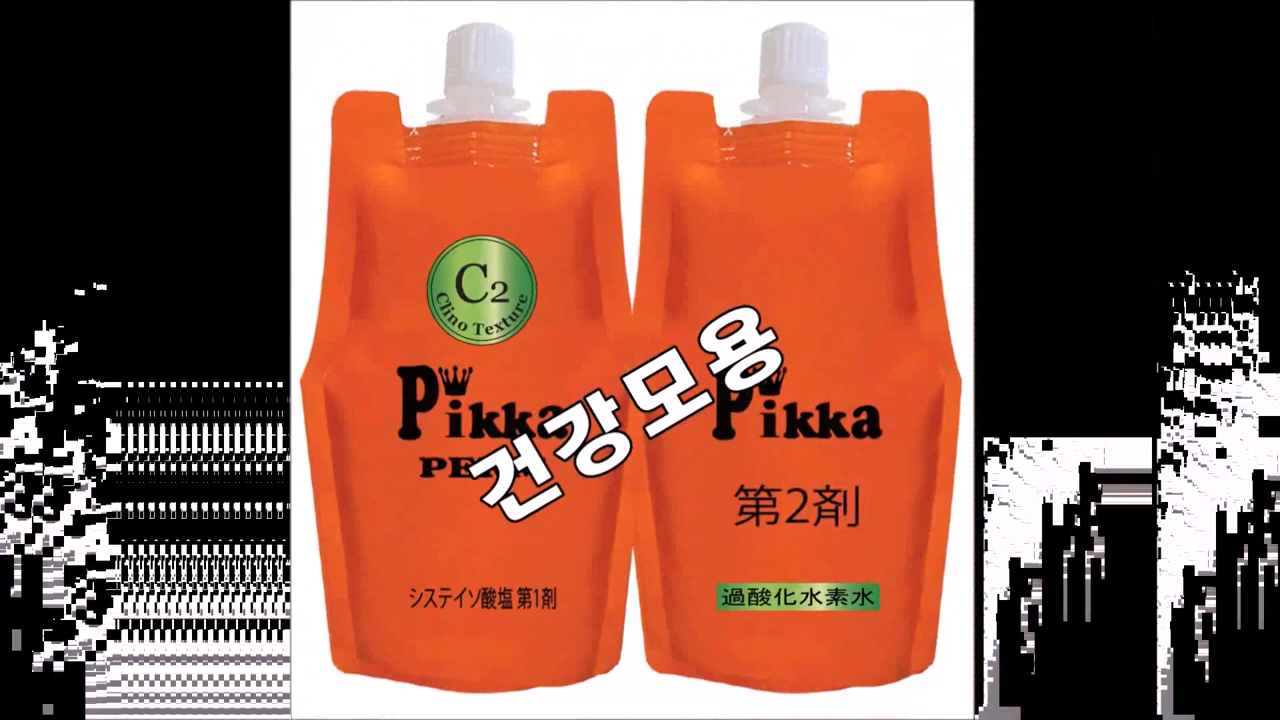 C2
Clino Texture
Pikka
システイソ酸塩 第1剤
건강모용
Pikka
第2剤
過酸化水素水